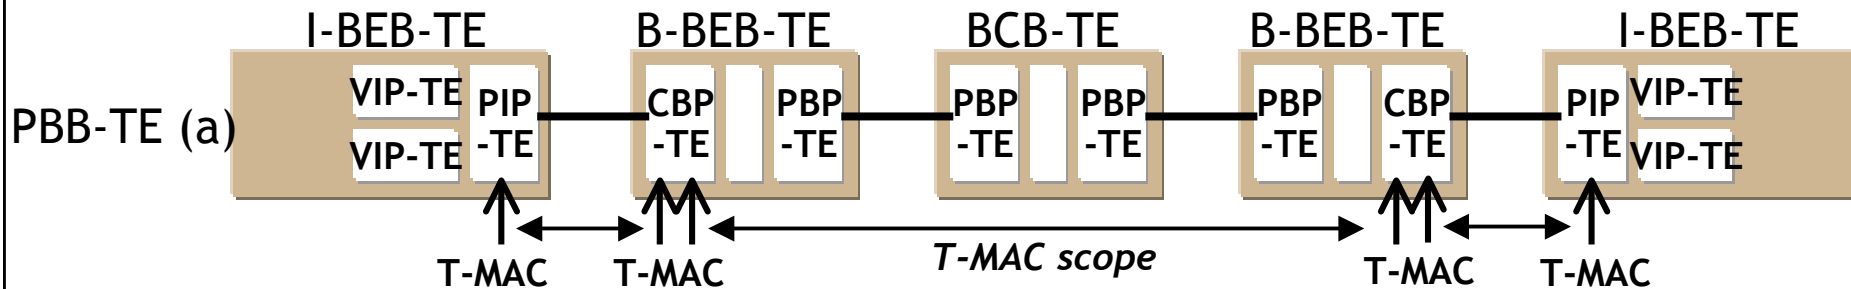 I-BEB-TE B-BEB-TE BCB-TE B-BEB-TE I-BEB-TE
PBB-TE (a)
VIP-TE
VIP-TE
PIP
-TE
CBP
-TE
PBP
-TE
PBP
-TE
PBP
-TE
PBP
-TE
CBP
-TE
PIP
-TE
VIP-TE
VIP-TE
T-MAC scope
T-MAC T-MAC T-MAC T-MAC